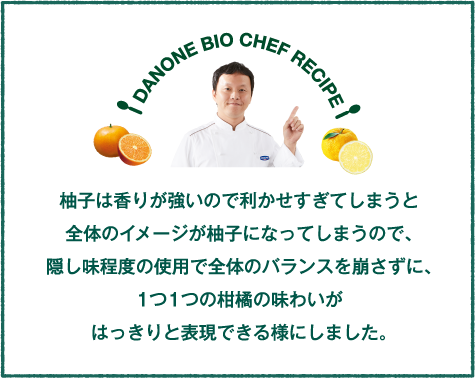 DANONE BIO CHEF RECIPE
柚子は香りが強いので利かせすぎてしまうと
全体のイメージが柚子になってしまうので、
隠し味程度の使用で全体のバランスを崩さずに、
1つ1つの柑橘の味わいが
はっきりと表現できる様にしました。